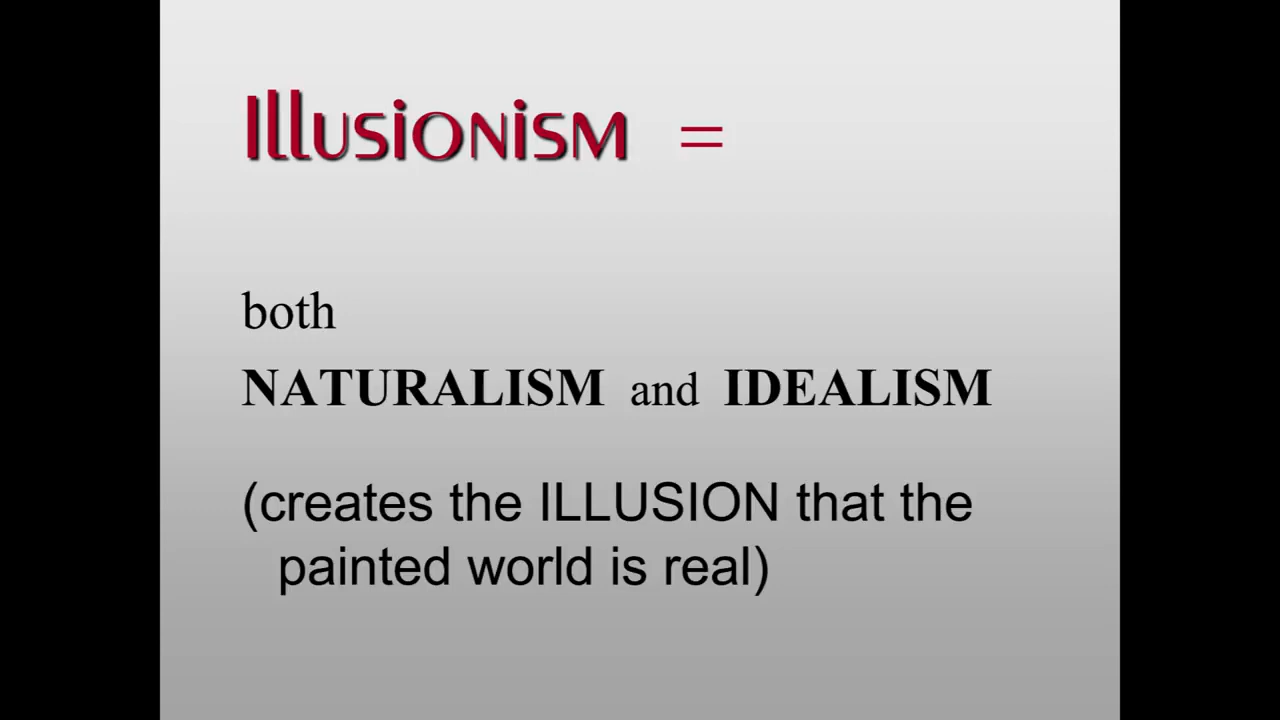 Illusionism =
both
NATURALISM and IDEALISM
(creates the ILLUSION that the
painted world is real)